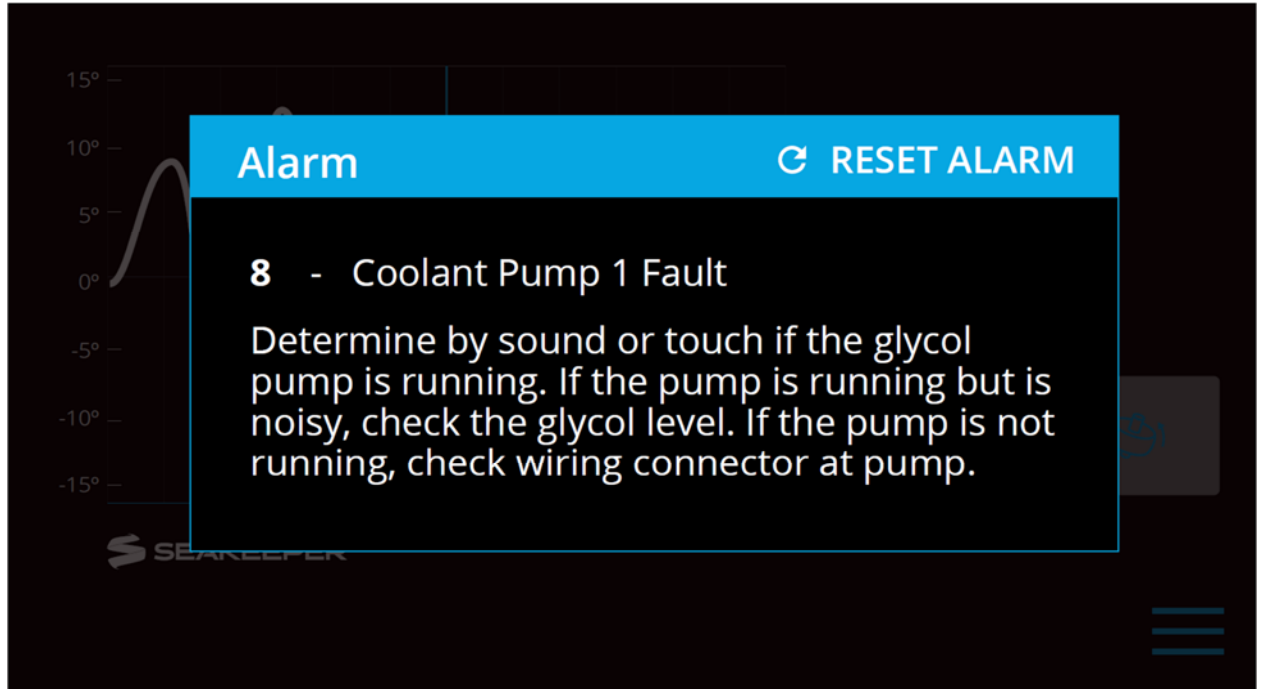 15°
10°
5°
0°
-5°
-10°
-15°
Alarm
RESET ALARM
8 - Coolant Pump 1 Fault
Determine by sound or touch if the glycol
pump is running. If the pump is running but is
noisy, check the glycol level. If the pump is not
running, check wiring connector at pump.
SEAKEEPER